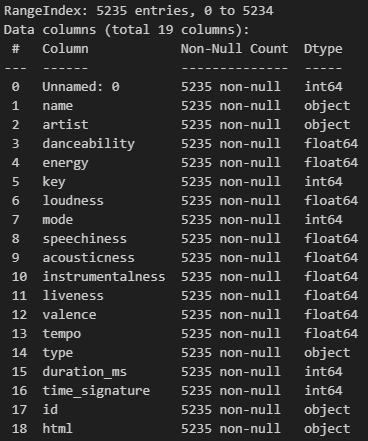 RangeIndex: 5235 entries, 0 to 5234
Data columns (total 19 columns):
 #   Column            Non-Null Count  Dtype
---  ------            --------------  -----
 0   Unnamed: 0        5235 non-null   int64
 1   name              5235 non-null   object
 2   artist            5235 non-null   object
 3   danceability      5235 non-null   float64
 4   energy            5235 non-null   float64
 5   key               5235 non-null   int64
 6   loudness          5235 non-null   float64
 7   mode              5235 non-null   int64
 8   speechiness       5235 non-null   float64
 9   acousticness      5235 non-null   float64
 10  instrumentalness  5235 non-null   float64
 11  liveness          5235 non-null   float64
 12  valence           5235 non-null   float64
 13  tempo             5235 non-null   float64
 14  type              5235 non-null   object
 15  duration_ms       5235 non-null   int64
 16  time_signature    5235 non-null   int64
 17  id                5235 non-null   object
 18  html              5235 non-null   object